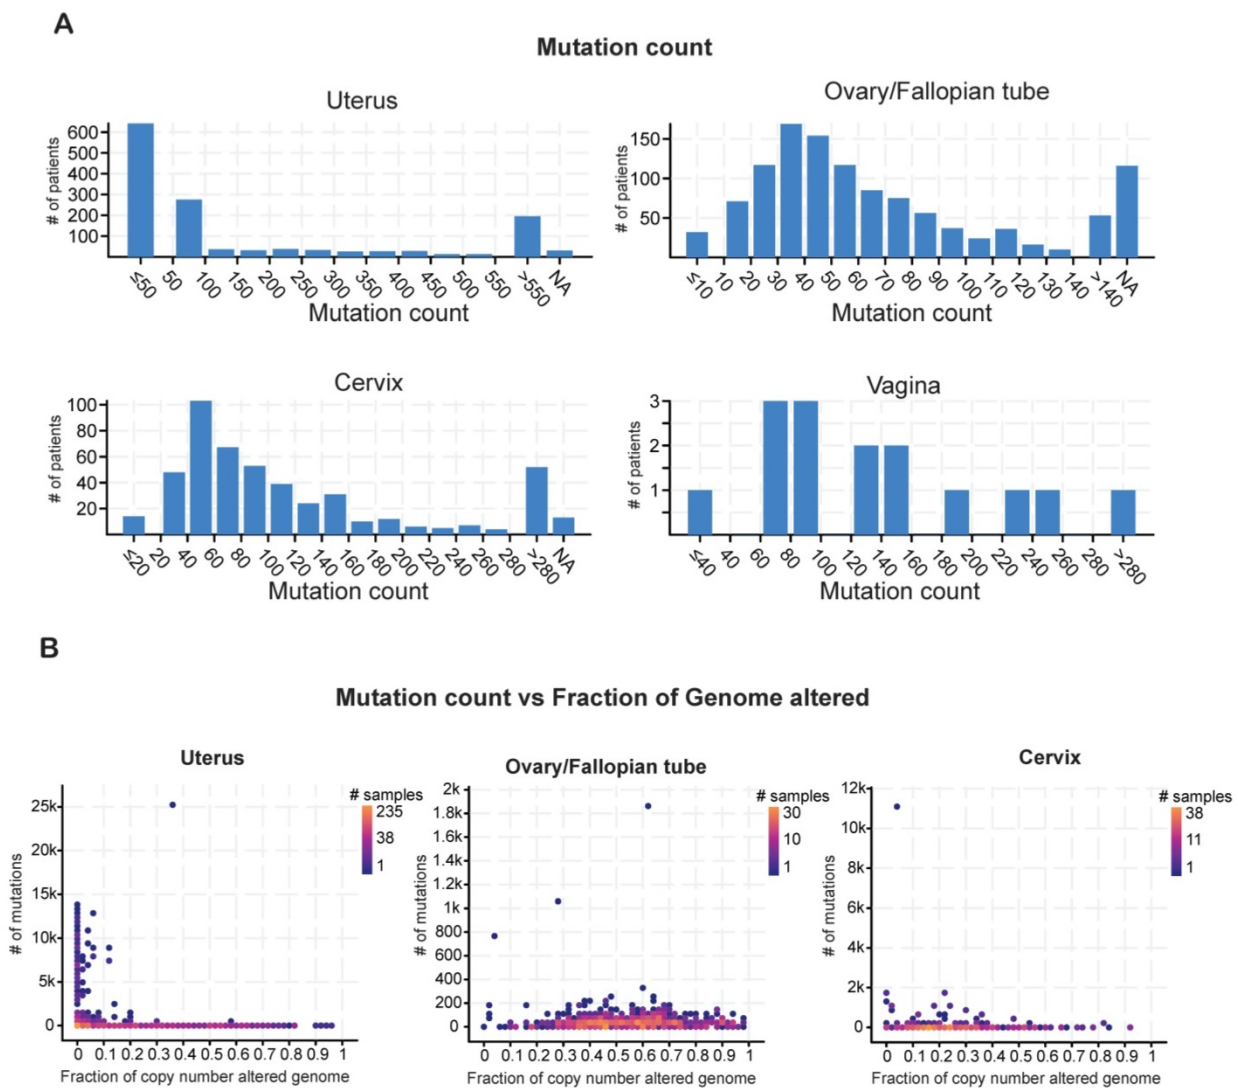 A
Mutation count
Uterus
# of patients
600
500
400
300
200
100
≤50 50 100 150 200 250 300 350 400 450 500 550 >550 NA
Mutation count
Ovary/Fallopian tube
# of patients
150
100
50
≤10 10 20 30 40 50 60 70 80 90 100 110 120 130 140 >140 NA
Mutation count
Cervix
# of patients
100
80
60
40
20
≤20 20 40 60 80 100 120 140 160 180 200 220 240 260 280 >280 NA
Mutation count
Vagina
# of patients
3
2
1
≤40 40 60 80 100 120 140 160 180 200 220 240 260 280 >280
Mutation count
B
Mutation count vs Fraction of Genome altered
Uterus
# of mutations
25k
20k
15k
10k
5k
0
0 0.1 0.2 0.3 0.4 0.5 0.6 0.7 0.8 0.9 1
Fraction of copy number altered genome
# samples
235
38
1
Ovary/Fallopian tube
# of mutations
2k
1.8k
1.6k
1.4k
1.2k
1k
800
600
400
200
0
0 0.1 0.2 0.3 0.4 0.5 0.6 0.7 0.8 0.9 1
Fraction of copy number altered genome
# samples
30
10
1
Cervix
# of mutations
12k
10k
8k
6k
4k
2k
0
0 0.1 0.2 0.3 0.4 0.5 0.6 0.7 0.8 0.9 1
Fraction of copy number altered genome
# samples
38
11
1